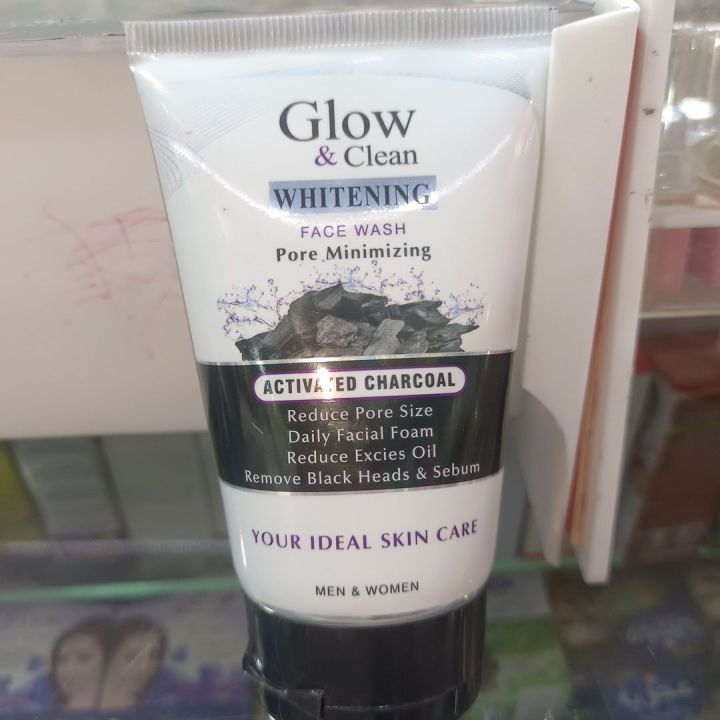 Glow
& Clean
WHITENING
FACE WASH
Pore Minimizing
ACTIVATED CHARCOAL
Reduce Pore Size
Daily Facial Foam
Reduce Excies Oil
Remove Black Heads & Sebum
YOUR IDEAL SKIN CARE
MEN & WOMEN